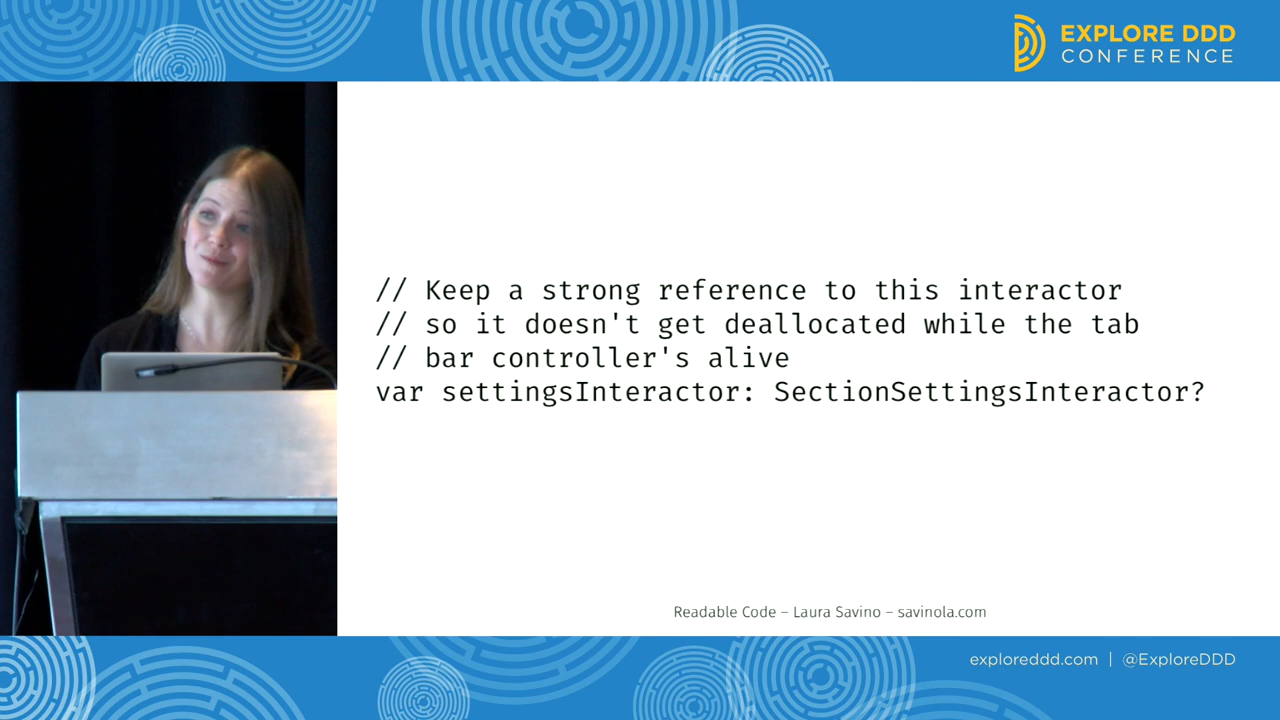 EXPLORE DDD
CONFERENCE
// Keep a strong reference to this interactor
// so it doesn't get deallocated while the tab
// bar controller's alive
var settingsInteractor: SectionSettingsInteractor?
Readable Code – Laura Savino – savinola.com
exploreddd.com | @ExploreDDD